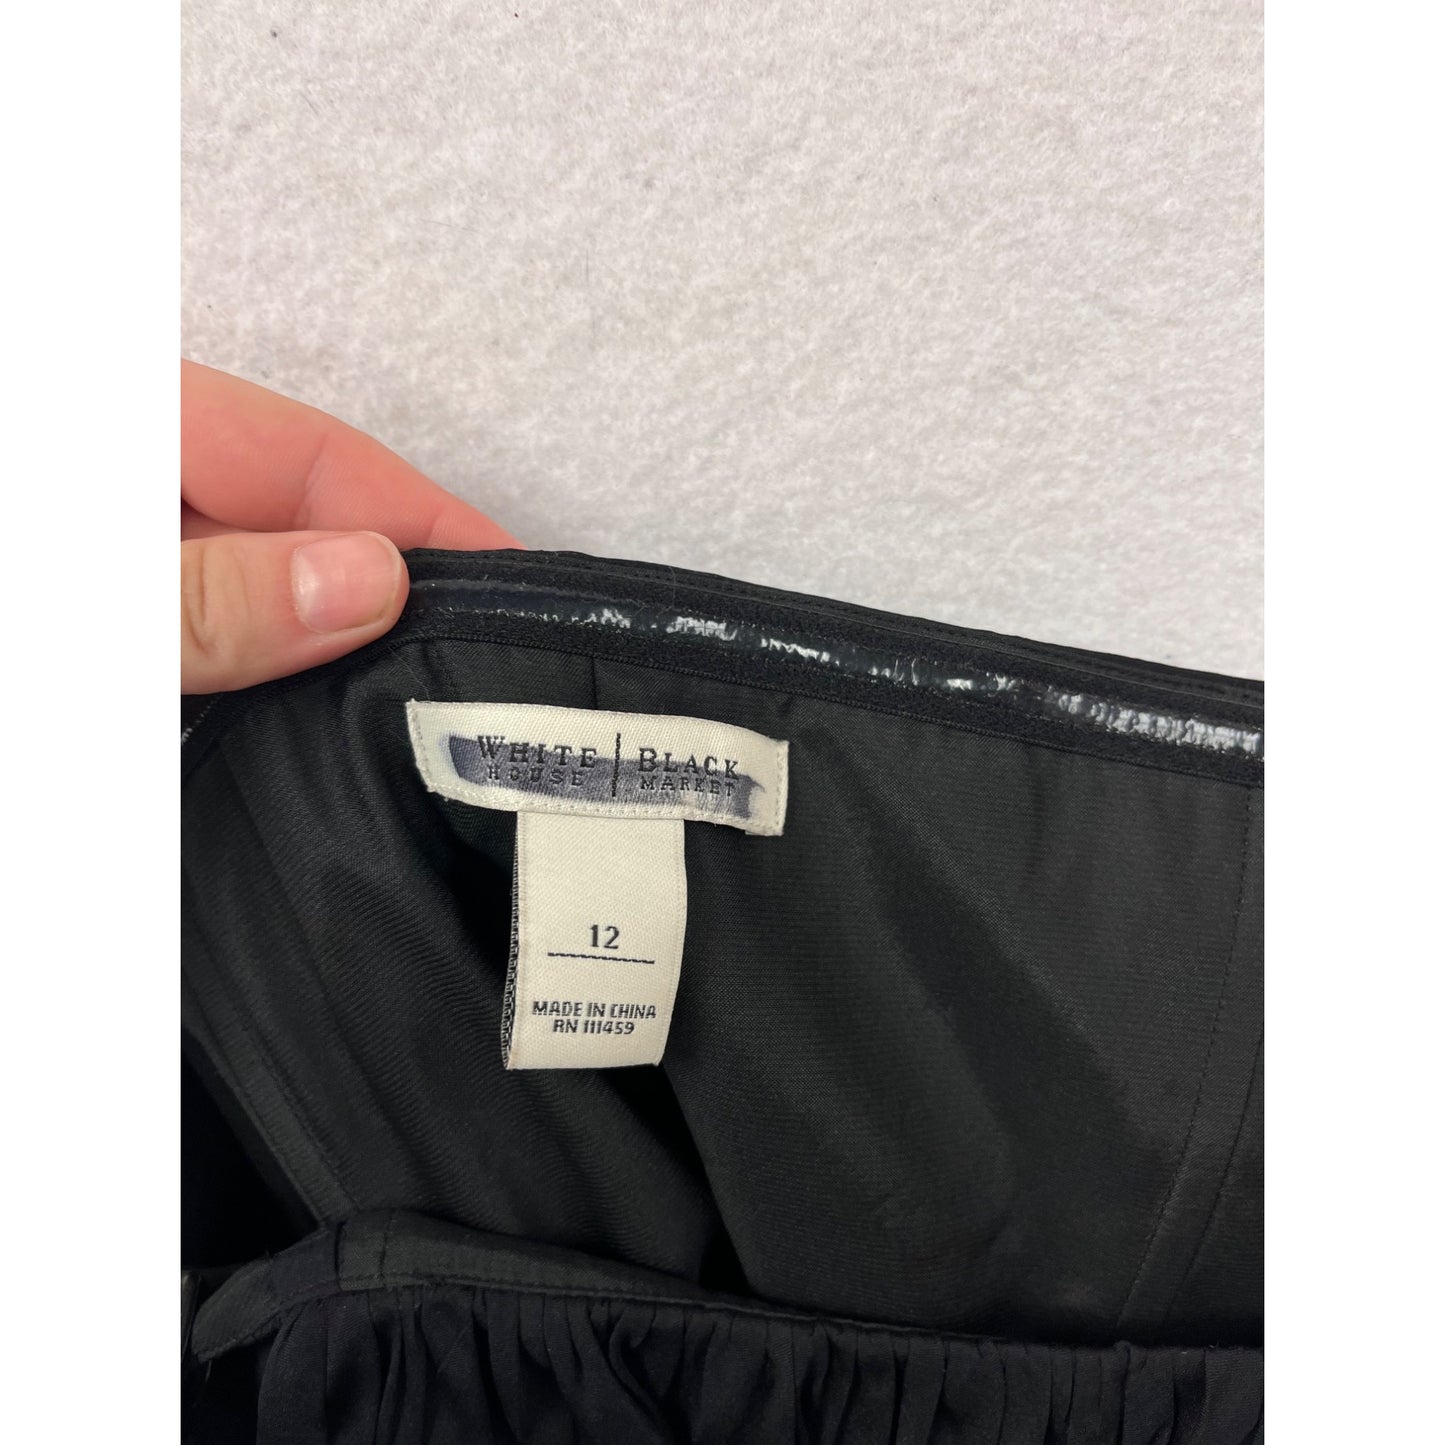 WHITE | BLACK
HOUSE | MARKET
12
MADE IN CHINA
RN 111459